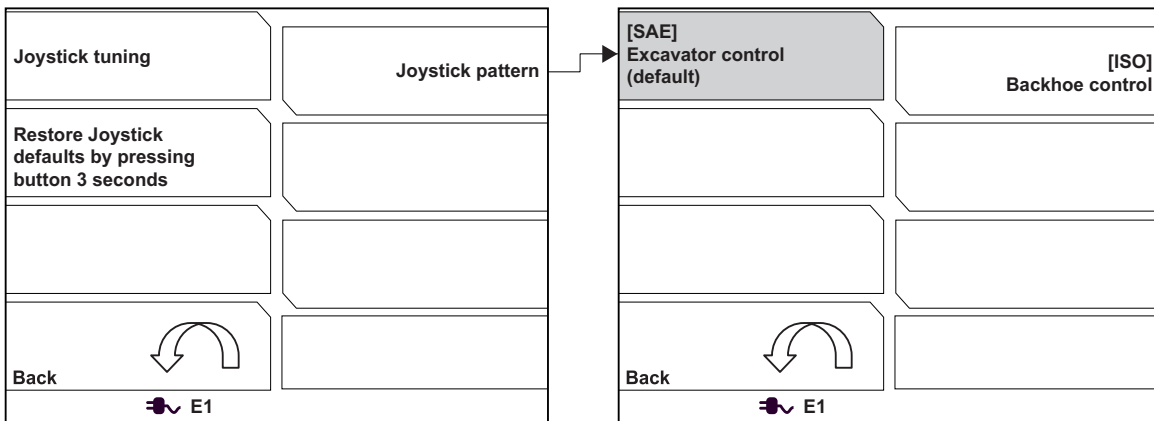 Joystick tuning
Joystick pattern
Restore Joystick
defaults by pressing
button 3 seconds
Back
E1
[SAE]
Excavator control
(default)
[ISO]
Backhoe control
Back
E1